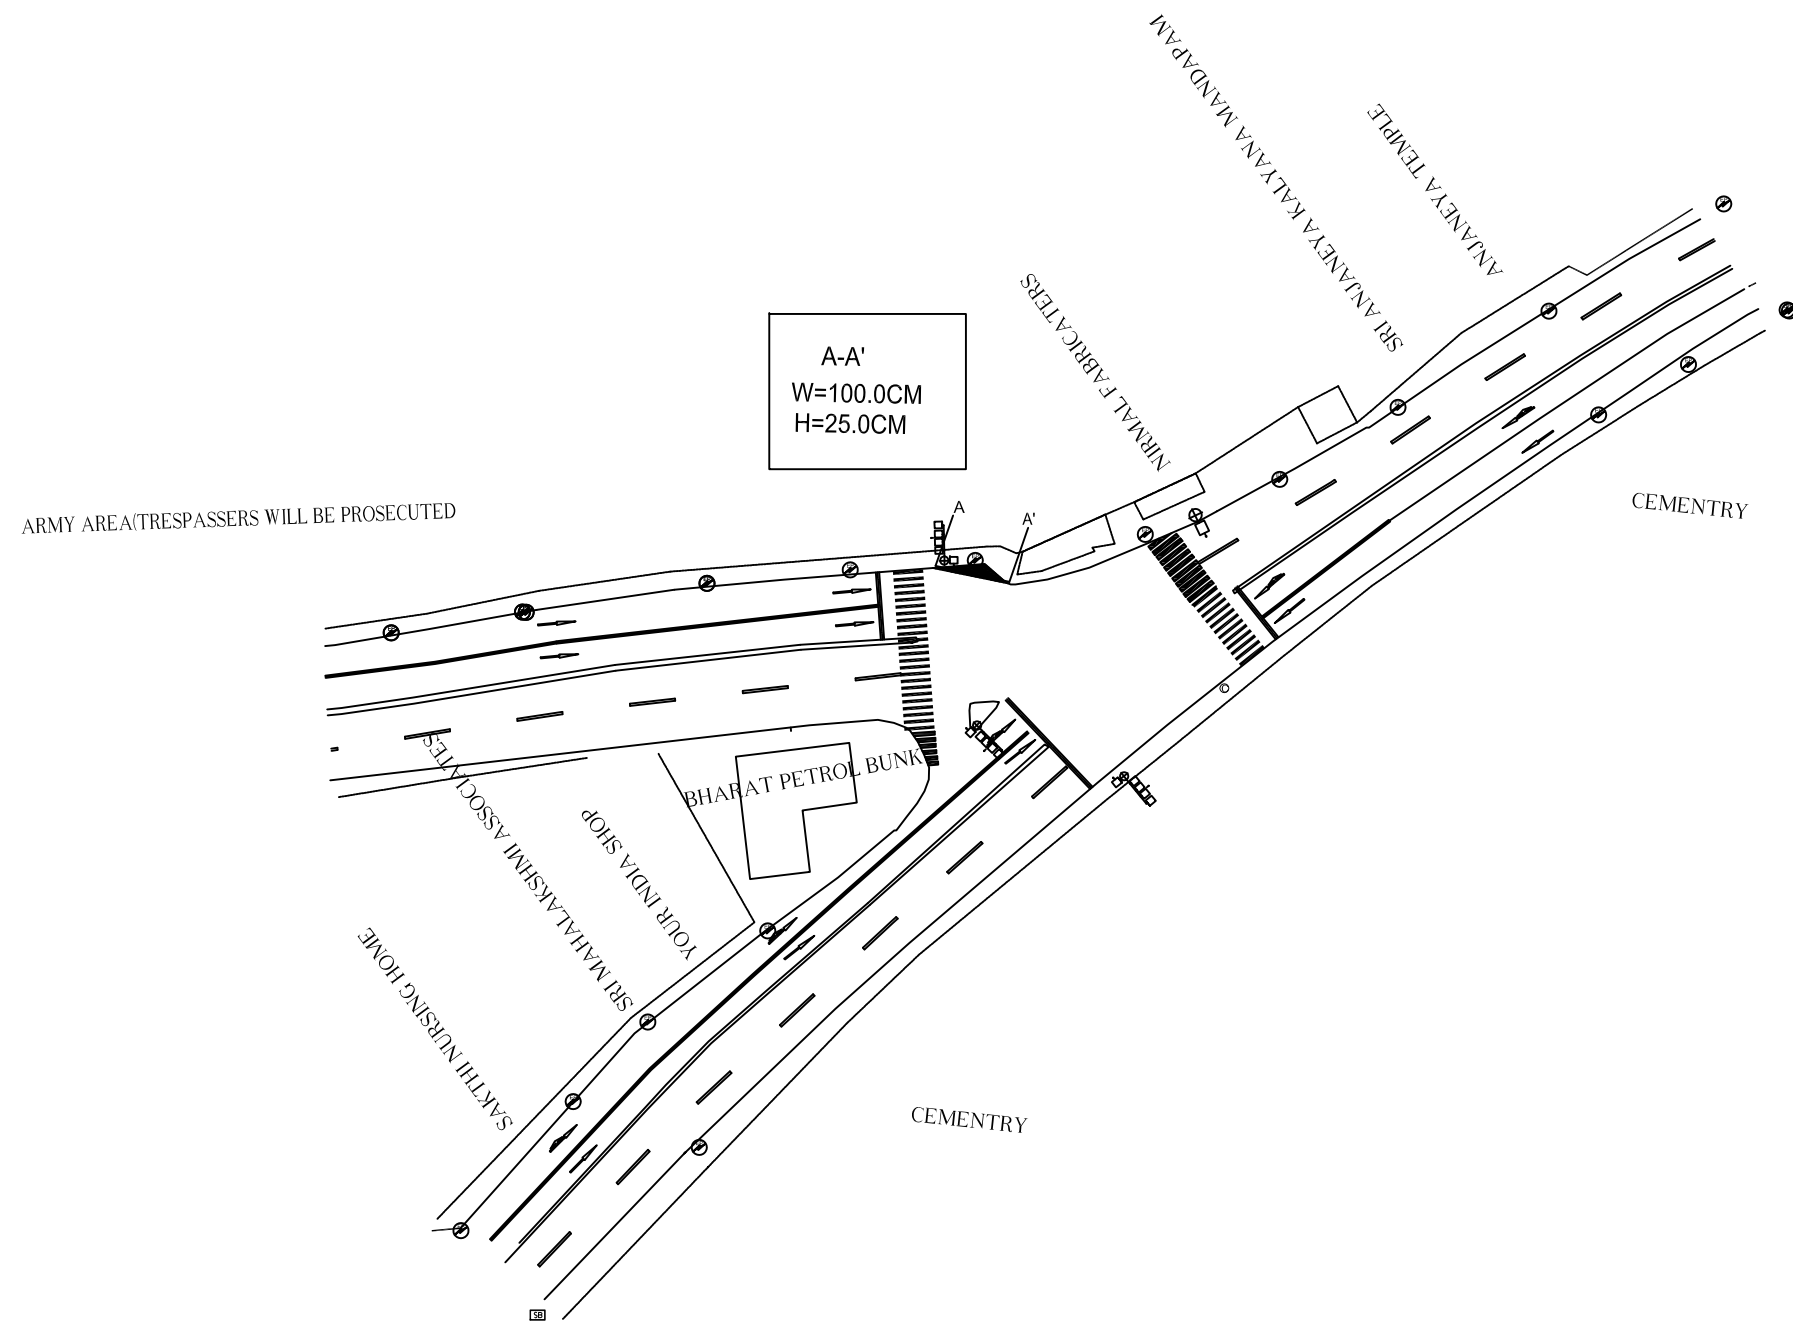 SRI ANJANEYA KALYANA MANDAPAM
ANJANEYA TEMPLE
NIRMAL FABRICATERS
A-A'
W=100.0CM
H=25.0CM
ARMY AREA(TRESPASSERS WILL BE PROSECUTED
A
A'
CEMENTRY
BHARAT PETROL BUNK
SRI MAHALAKSHMI ASSOCIATES
YOUR INDIA SHOP
SAKTHI NURSING HOME
CEMENTRY
SB